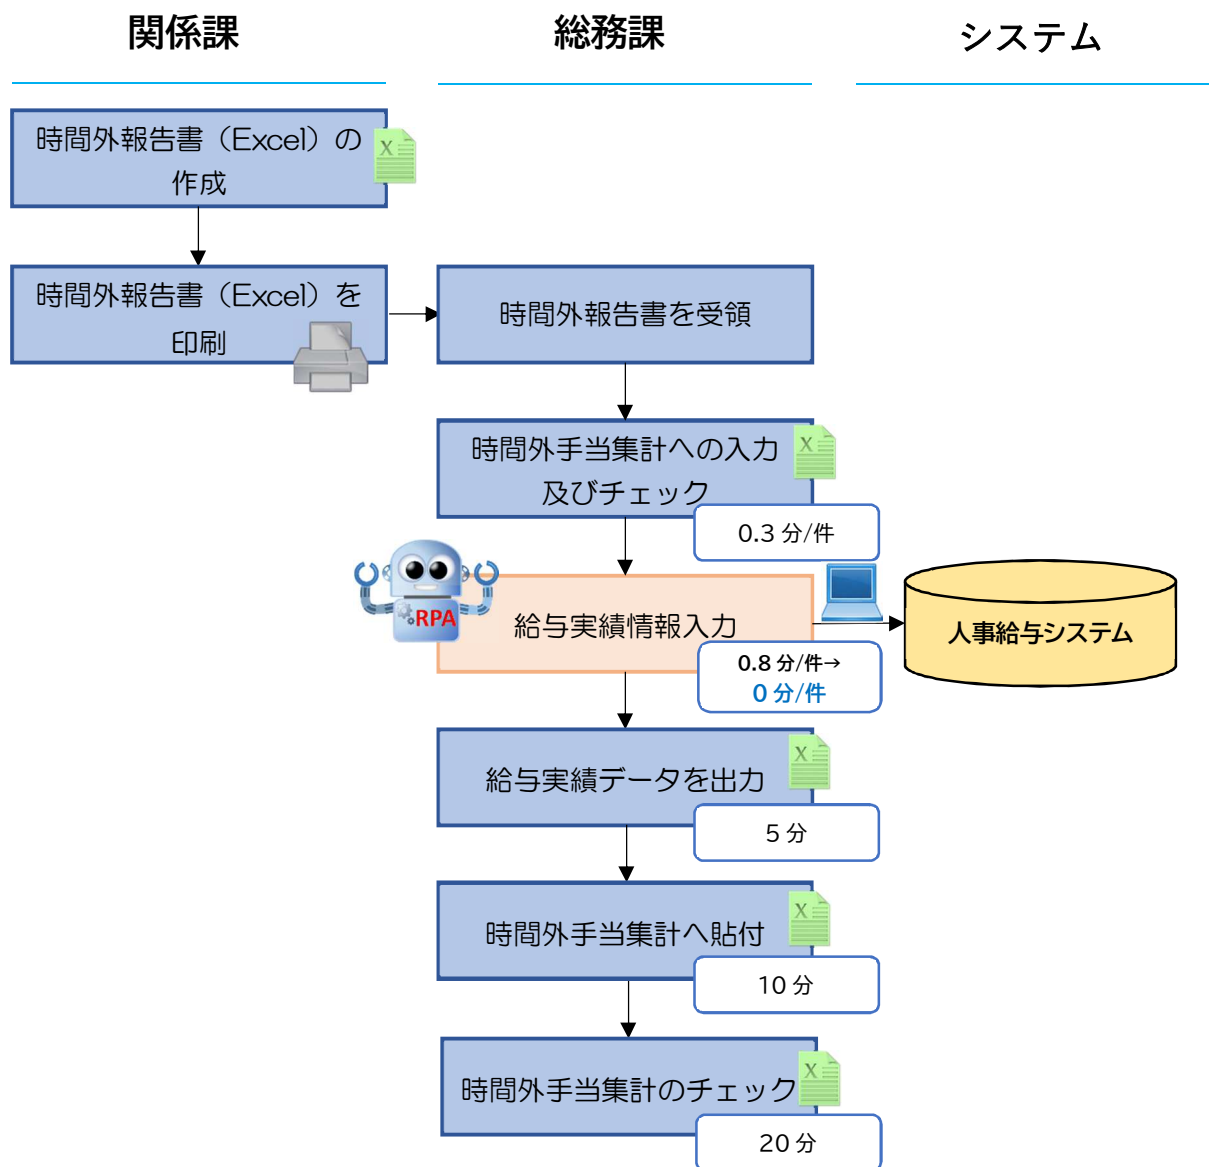 関係課
総務課
システム
時間外報告書（Excel）の
作成
X
時間外報告書（Excel）を
印刷
時間外報告書を受領
時間外手当集計への入力
及びチェック
X
0.3 分/件
RPA
給与実績情報入力
0.8 分/件→
0 分/件
人事給与システム
給与実績データを出力
X
5 分
時間外手当集計へ貼付
X
10 分
時間外手当集計のチェック
X
20 分